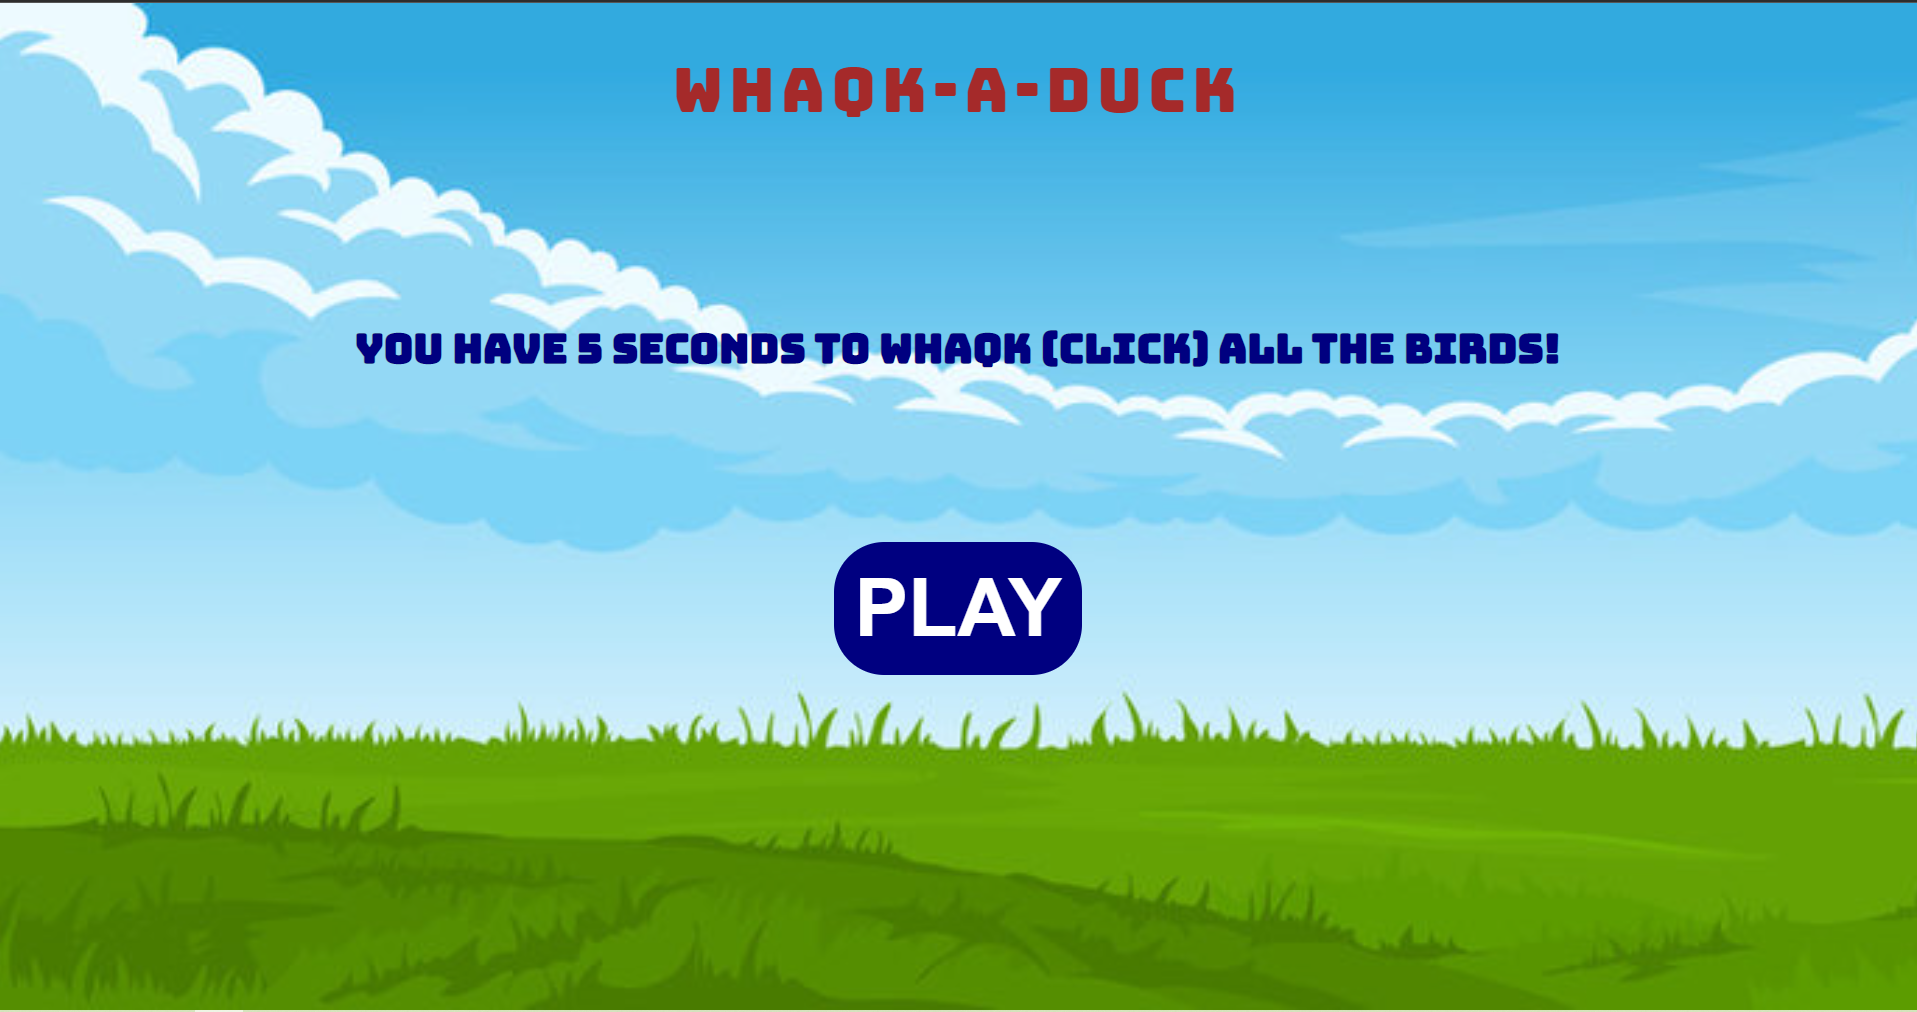 WHAQK-A-DUCK
YOU HAVE 5 SECONDS TO WHAQK (CLICK) ALL THE BIRDS!
PLAY